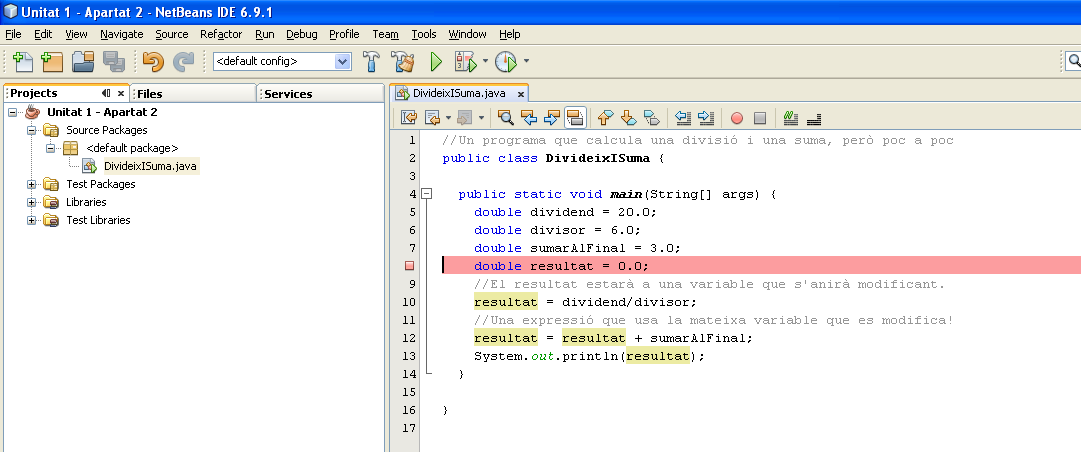 Unitat 1 - Apartat 2 - NetBeans IDE 6.9.1
File Edit View Navigate Source Refactor Run Debug Profile Team Tools Window Help
<default config>
Projects Files Services
Unitat 1 - Apartat 2
Source Packages
<default package>
DivideixISuma.java
Test Packages
Libraries
Test Libraries
DivideixISuma.java
1 //Un programa que calcula una divisió i una suma, però poc a poc
2 public class DivideixISuma {
3
4 public static void main(String[] args) {
5 double dividend = 20.0;
6 double divisor = 6.0;
7 double sumarAlFinal = 3.0;
double resultat = 0.0;
9 //El resultat estarà a una variable que s'anirà modificant.
10 resultat = dividend/divisor;
11 //Una expressió que usa la mateixa variable que es modifica!
12 resultat = resultat + sumarAlFinal;
13 System.out.println(resultat);
14 }
15
16 }
17